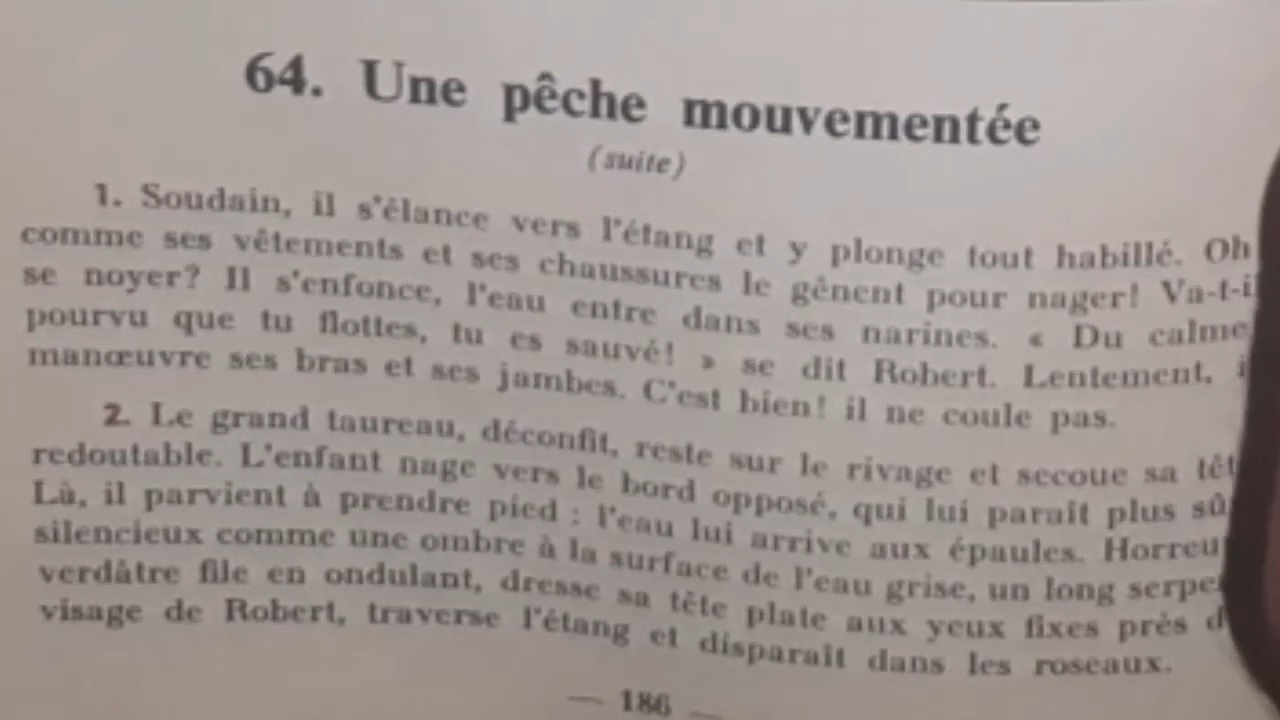 64. Une pêche mouvementée
(suite)
1. Soudain, il s'élance vers l'étang et y plonge tout habillé. Oh
comme ses vêtements et ses chaussures le gênent pour nager! Va-t-i
se noyer? Il s'enfonce, l'eau entre dans ses narines. « Du calme
pourvu que tu flottes, tu es sauvé! » se dit Robert. Lentement, i
manœuvre ses bras et ses jambes. C'est bien! il ne coule pas.
2. Le grand taureau, déconfit, reste sur le rivage et secoue sa têt
redoutable. L'enfant nage vers le bord opposé, qui lui paraît plus sû
Là, il parvient à prendre pied : l'eau lui arrive aux épaules. Horreu
silencieux comme une ombre à la surface de l'eau grise, un long serpe
verdâtre file en ondulant, dresse sa tête plate aux yeux fixes près d
visage de Robert, traverse l'étang et disparaît dans les roseaux.
— 186 —